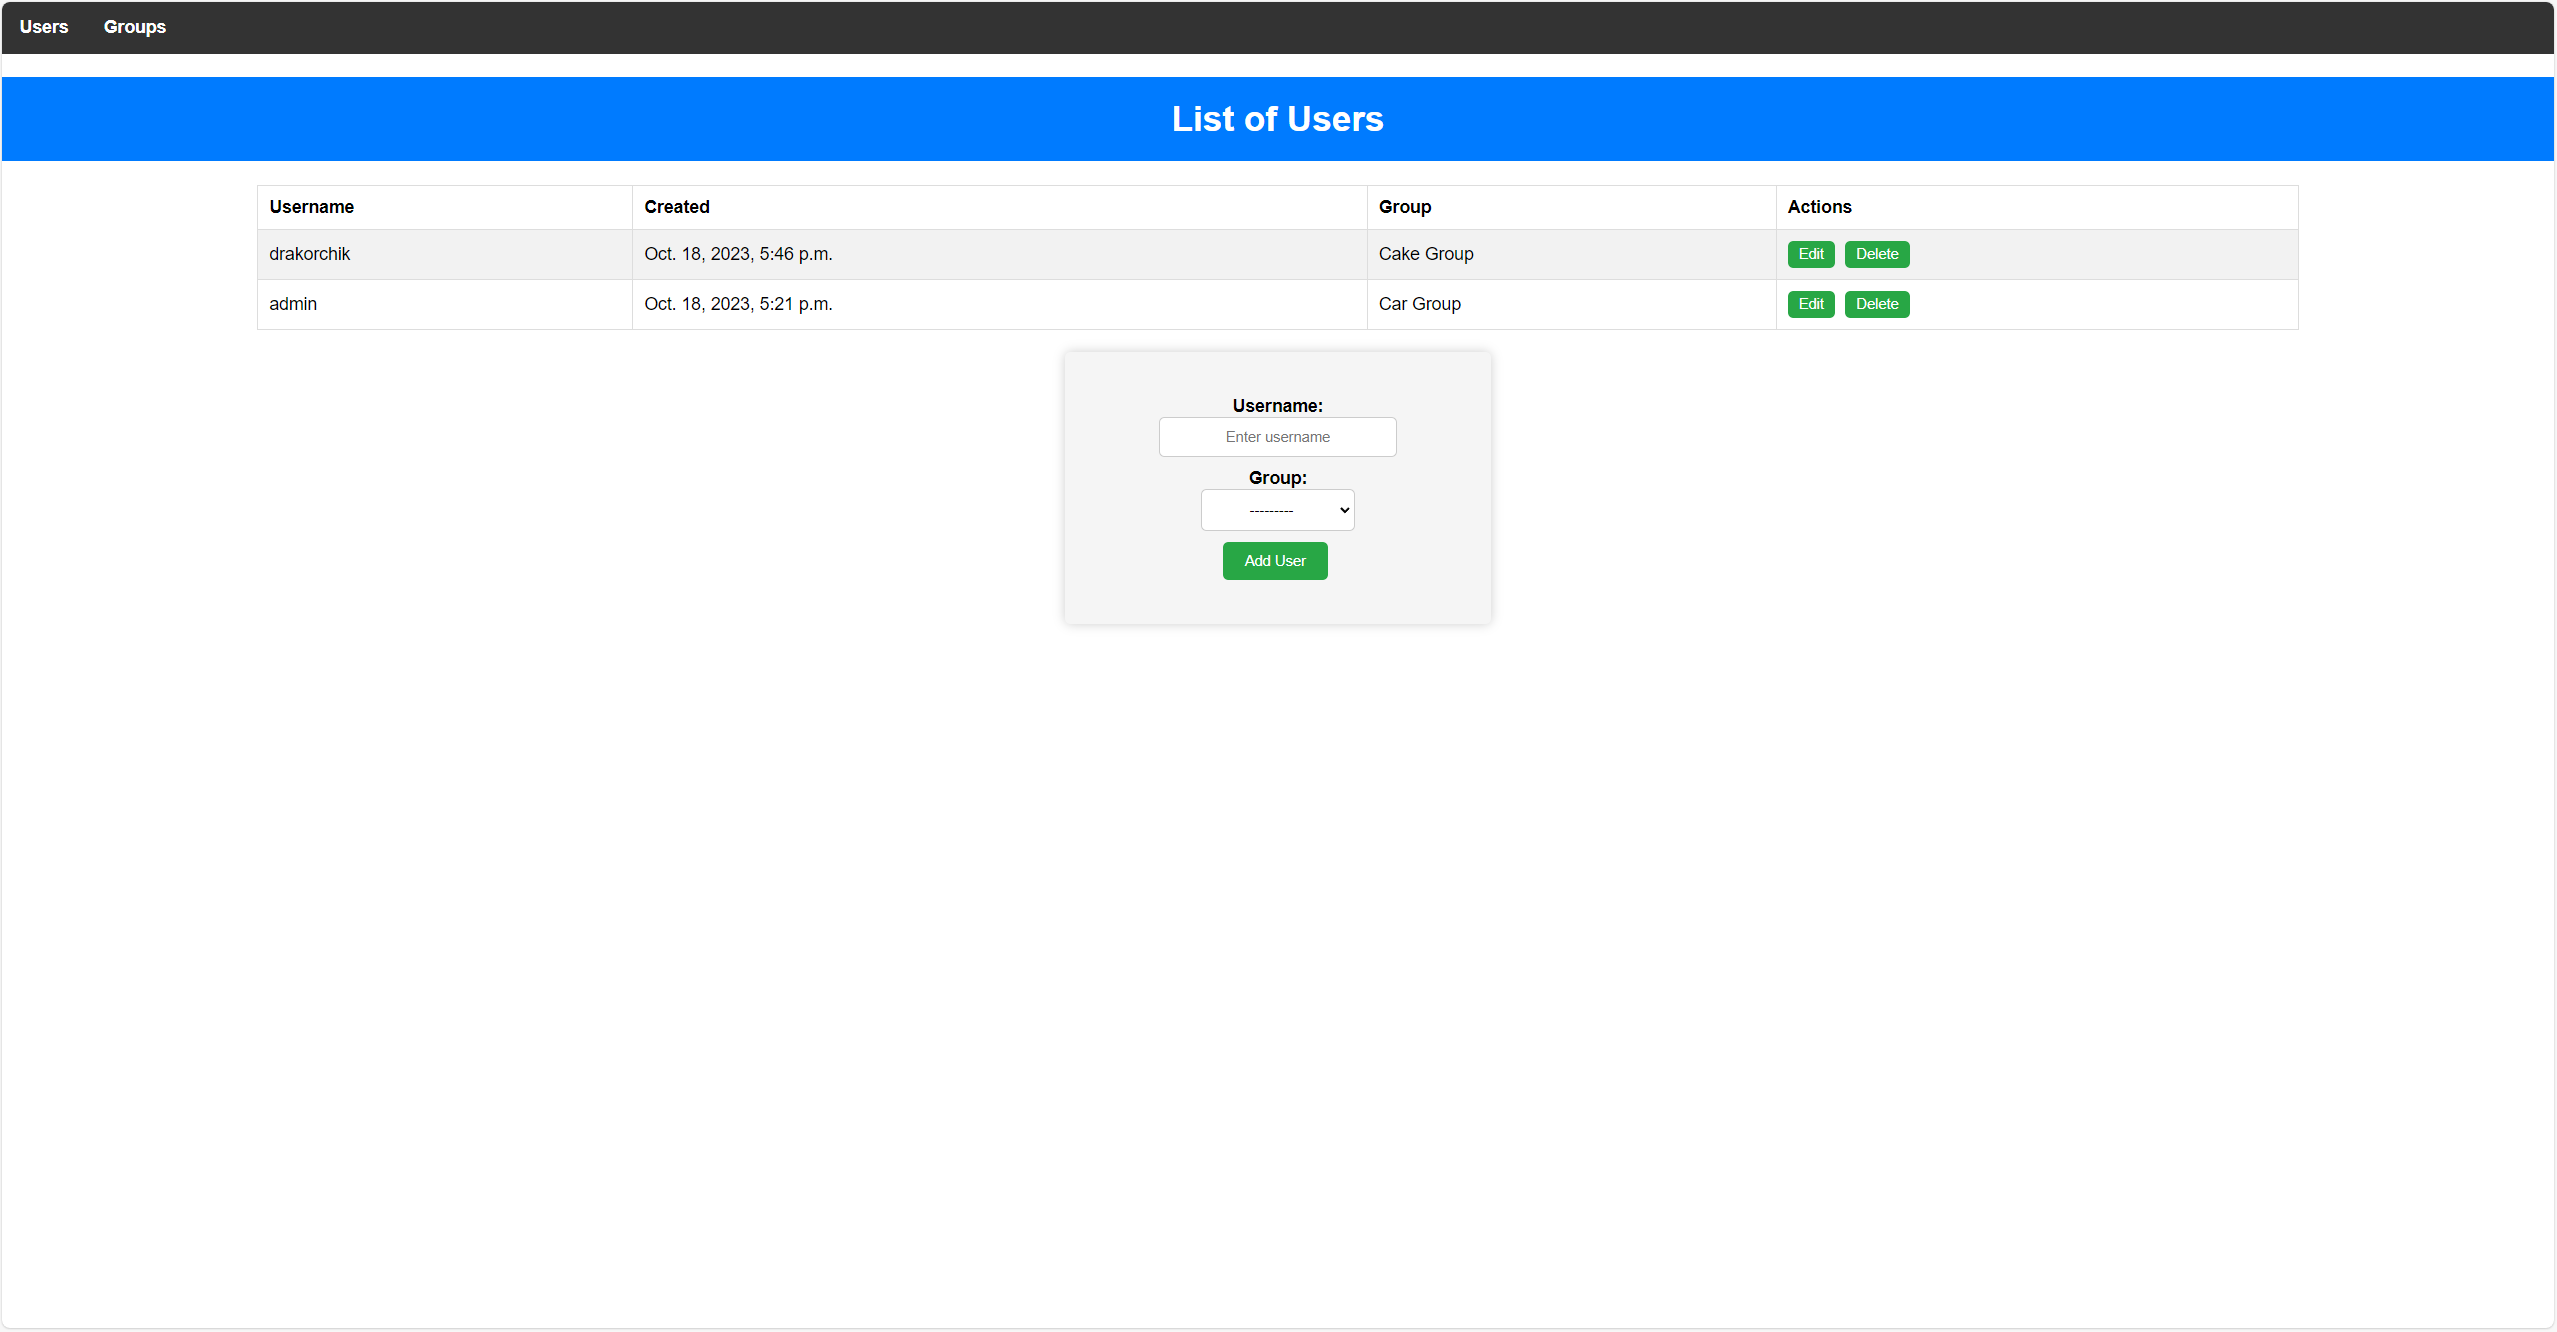 Users Groups
List of Users
Username Created Group Actions
drakorchik Oct. 18, 2023, 5:46 p.m. Cake Group Edit Delete
admin Oct. 18, 2023, 5:21 p.m. Car Group Edit Delete
Username:
Enter username
Group:
---------
Add User